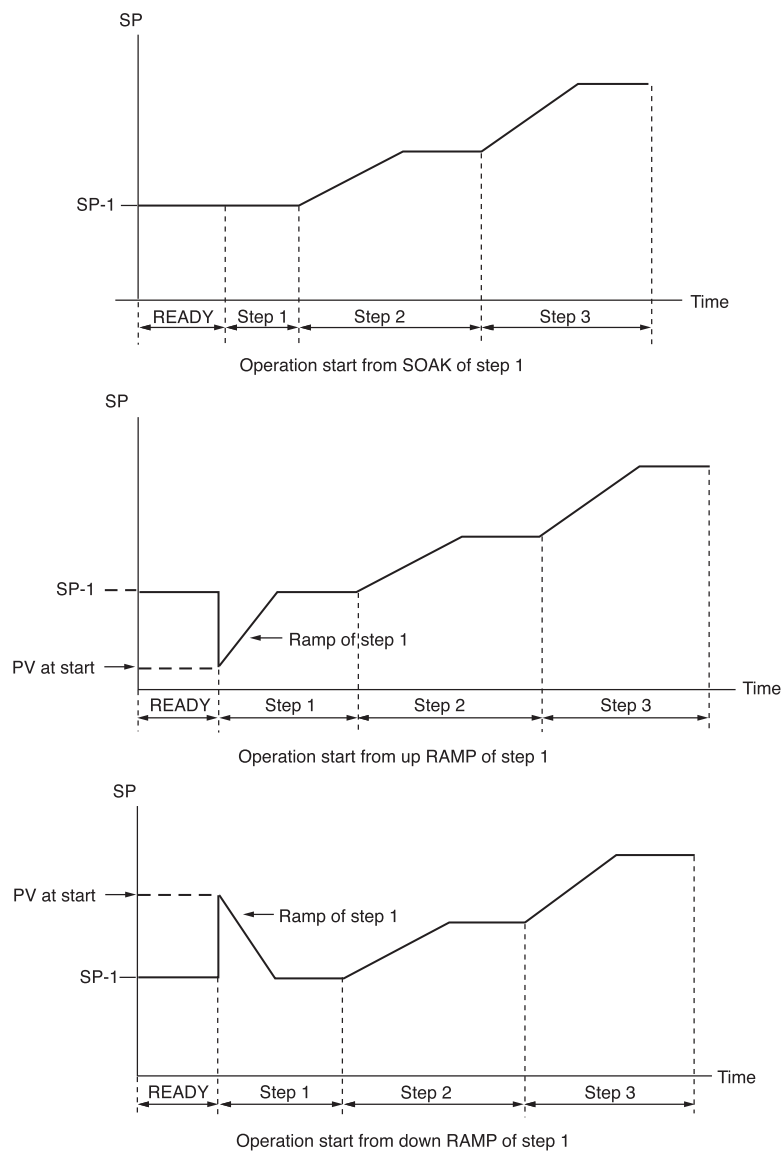 SP
SP-1
Time
READY Step 1 Step 2 Step 3
Operation start from SOAK of step 1
SP
SP-1
Ramp of step 1
PV at start
Time
READY Step 1 Step 2 Step 3
Operation start from up RAMP of step 1
SP
PV at start
Ramp of step 1
SP-1
Time
READY Step 1 Step 2 Step 3
Operation start from down RAMP of step 1